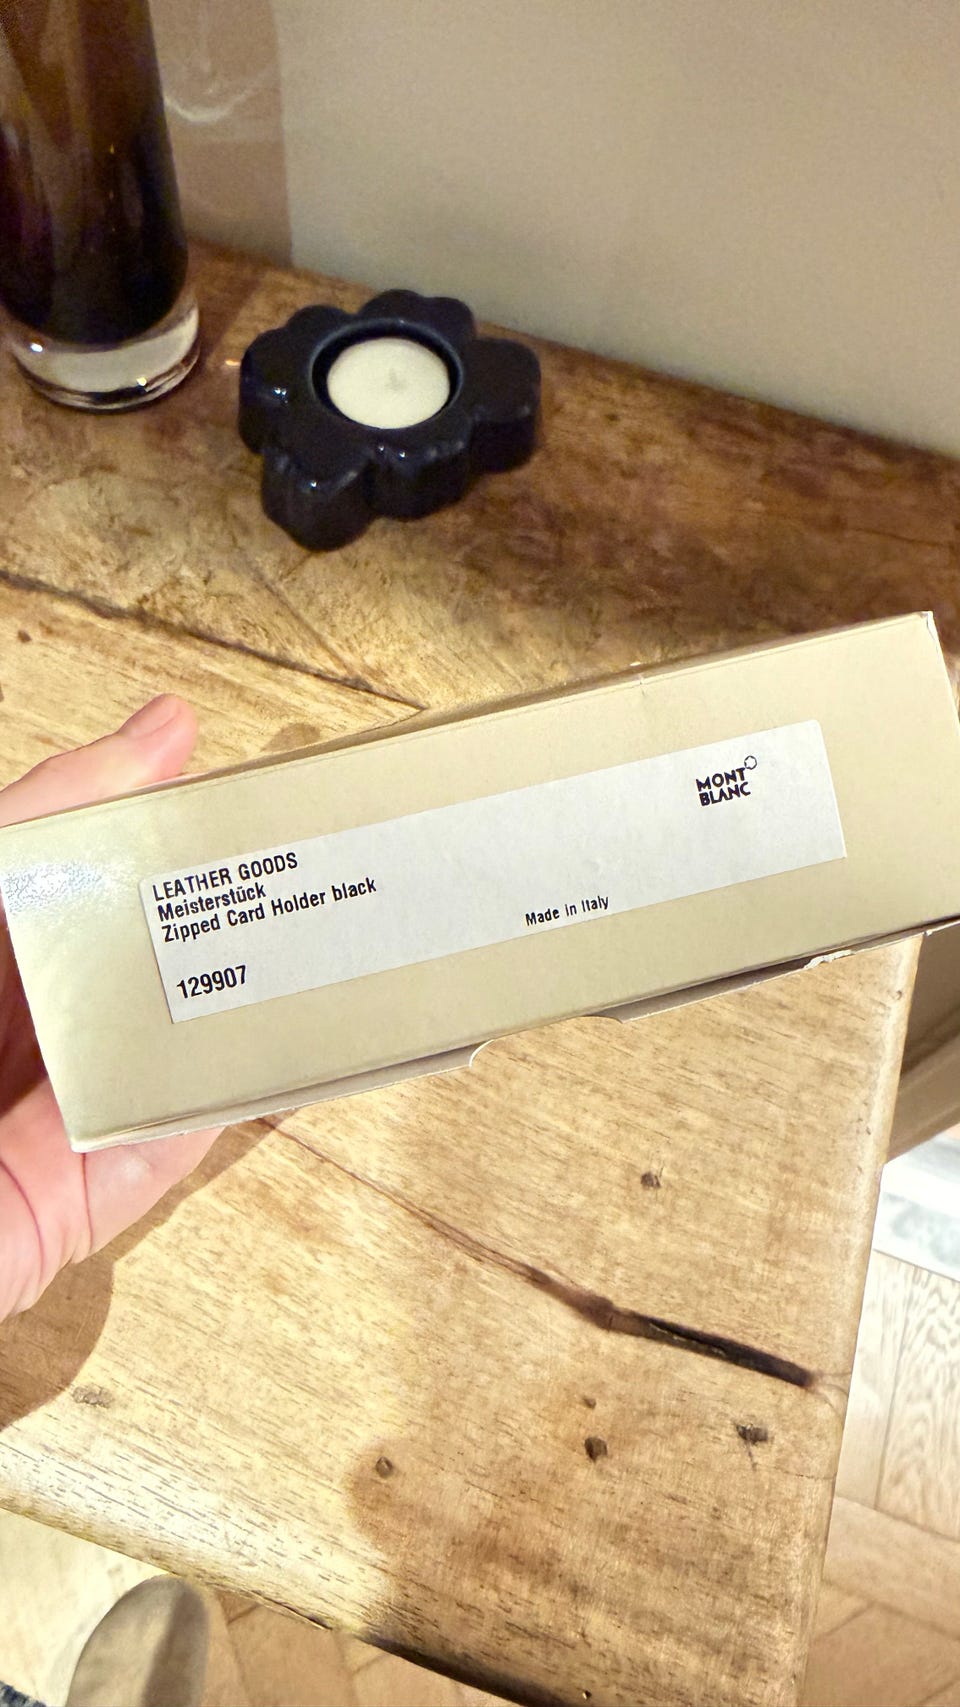 MONT
BLANC
LEATHER GOODS
Meisterstück
Zipped Card Holder black
Made in Italy
129907